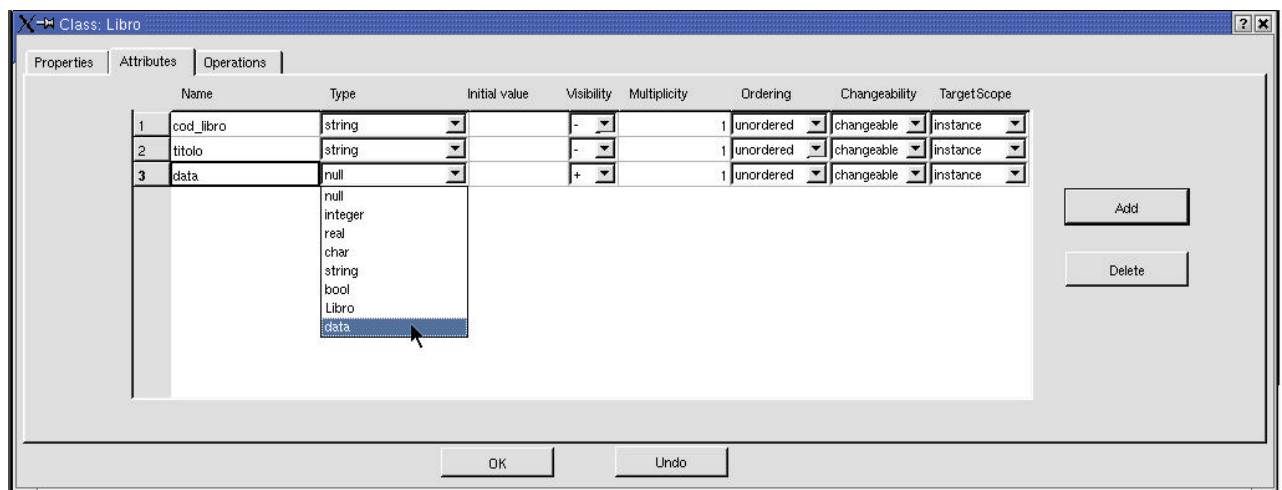 Class: Libro ?
Properties Attributes Operations
Name Type Initial value Visibility Multiplicity Ordering Changeability TargetScope
1 cod_libro string - 1 unordered changeable instance
2 titolo string - 1 unordered changeable instance
3 data null + 1 unordered changeable instance
null
integer
real
char
string
bool
Libro
data
Add
Delete
OK Undo